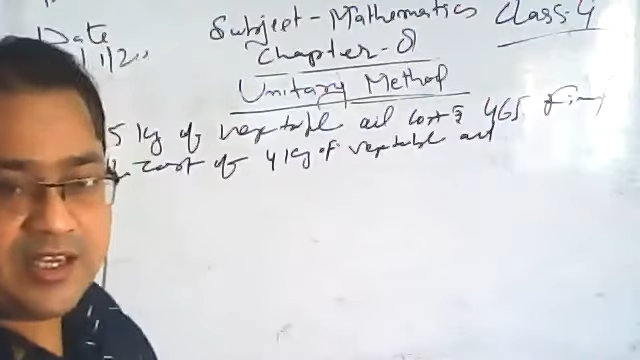 Subject - Mathematics Class-4
Date
Chapter - 8
Unitary Method
5 kg of vegetable oil cost ₹ 465. Find
cost of 4 kg of vegetable oil